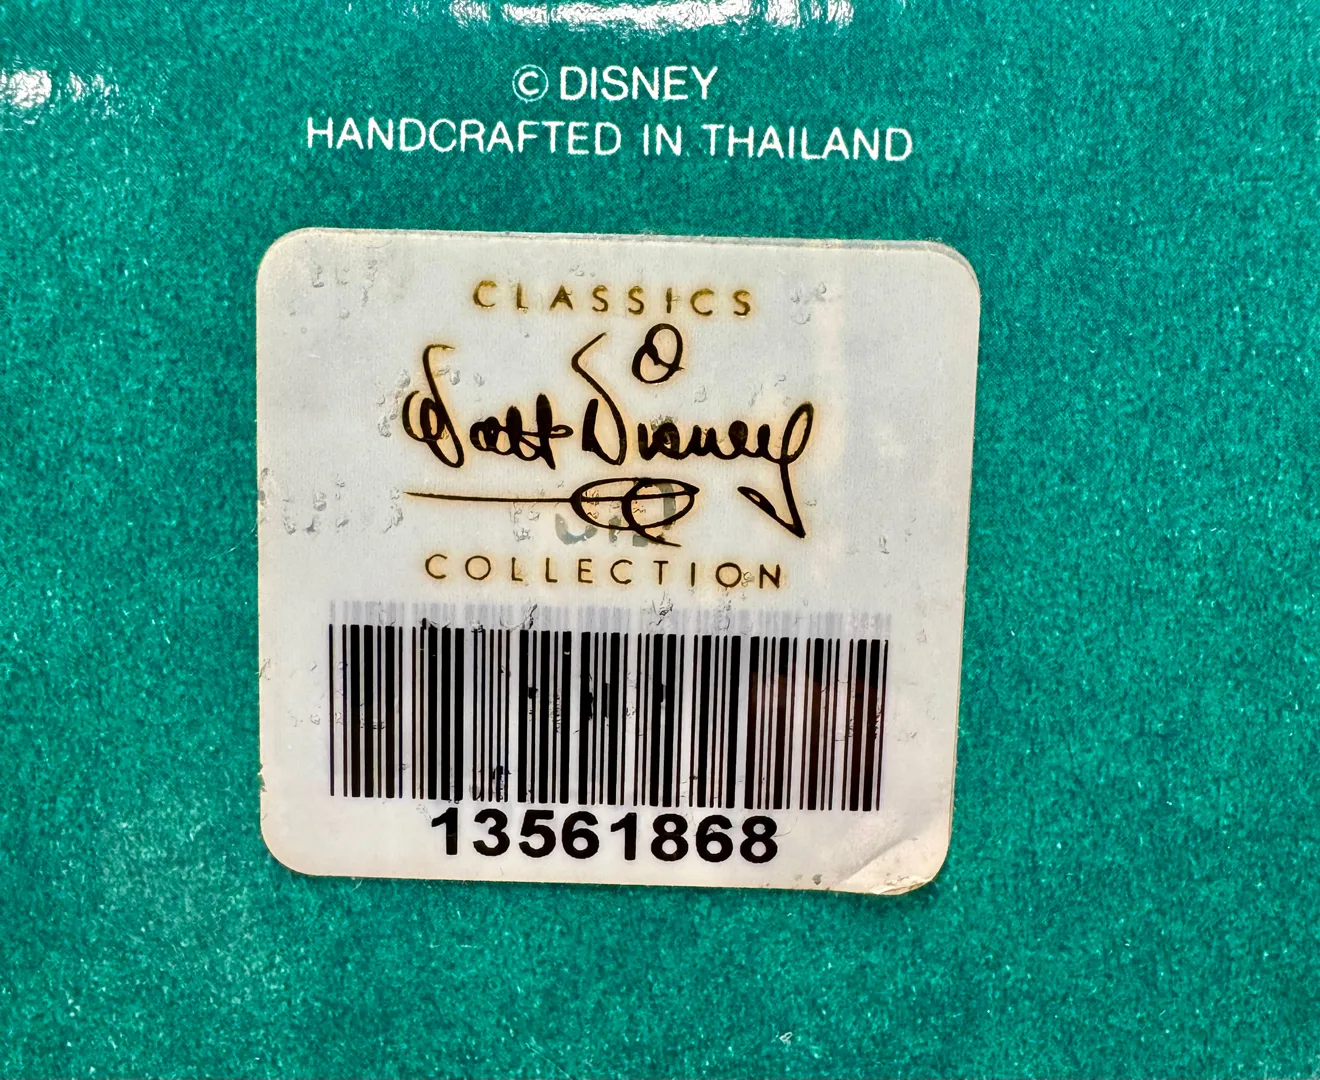 © DISNEY
HANDCRAFTED IN THAILAND
CLASSICS
Walt Disney
COLLECTION
13561868